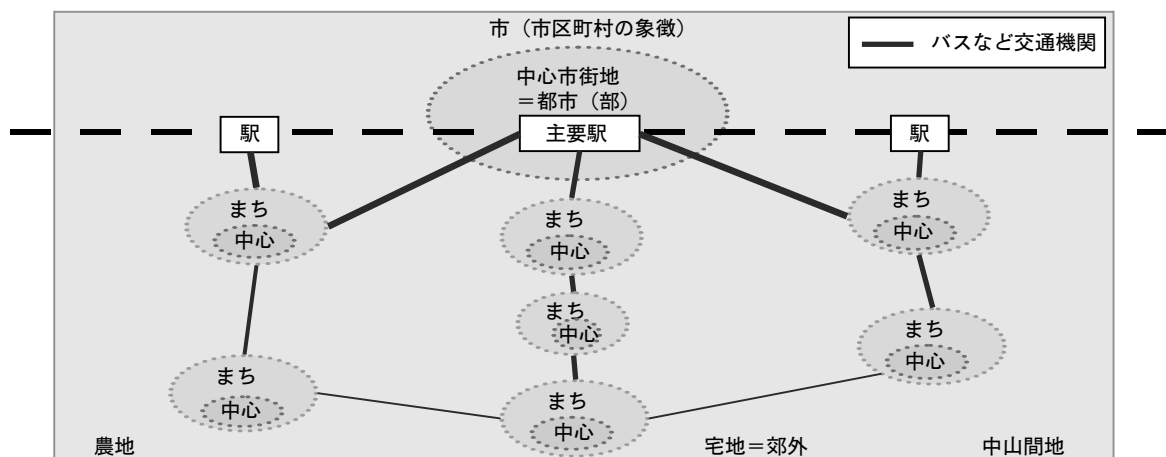 市（市区町村の象徴）
バスなど交通機関
中心市街地
＝都市（部）
駅
主要駅
駅
まち
中心
まち
中心
まち
中心
まち
中心
まち
中心
まち
中心
まち
中心
農地
宅地＝郊外
中山間地